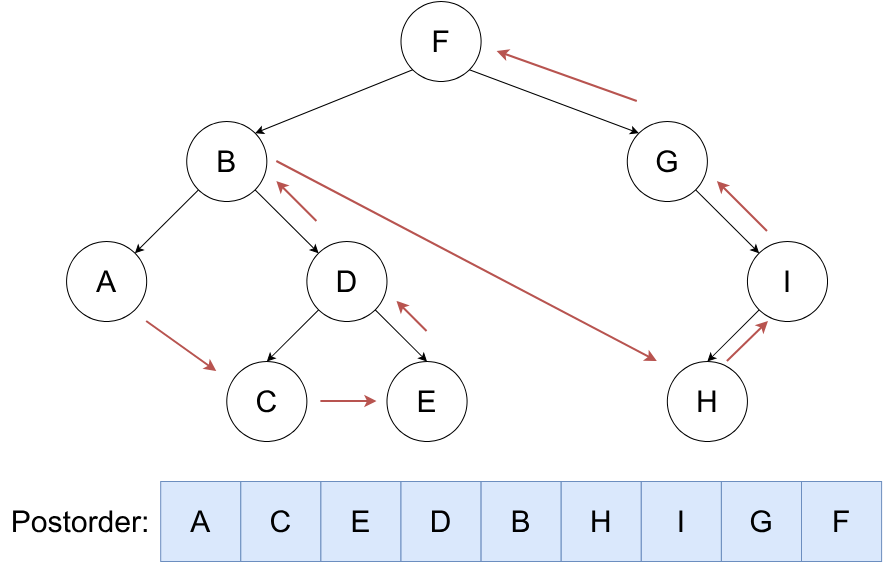 F
B G
A D I
C E H
Postorder: A C E D B H I G F